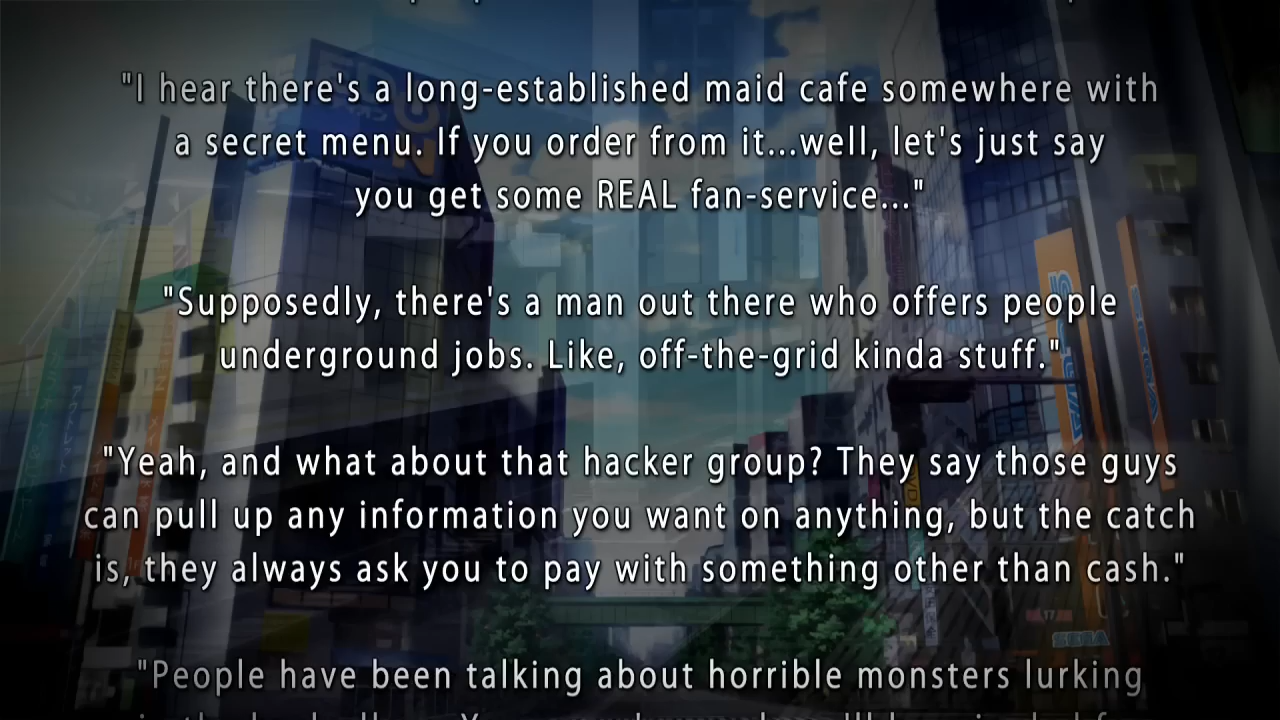 "I hear there's a long-established maid cafe somewhere with
a secret menu. If you order from it...well, let's just say
you get some REAL fan-service..."
"Supposedly, there's a man out there who offers people
underground jobs. Like, off-the-grid kinda stuff."
"Yeah, and what about that hacker group? They say those guys
can pull up any information you want on anything, but the catch
is, they always ask you to pay with something other than cash."
"People have been talking about horrible monsters lurking
SEGA
SEGA
SEGA